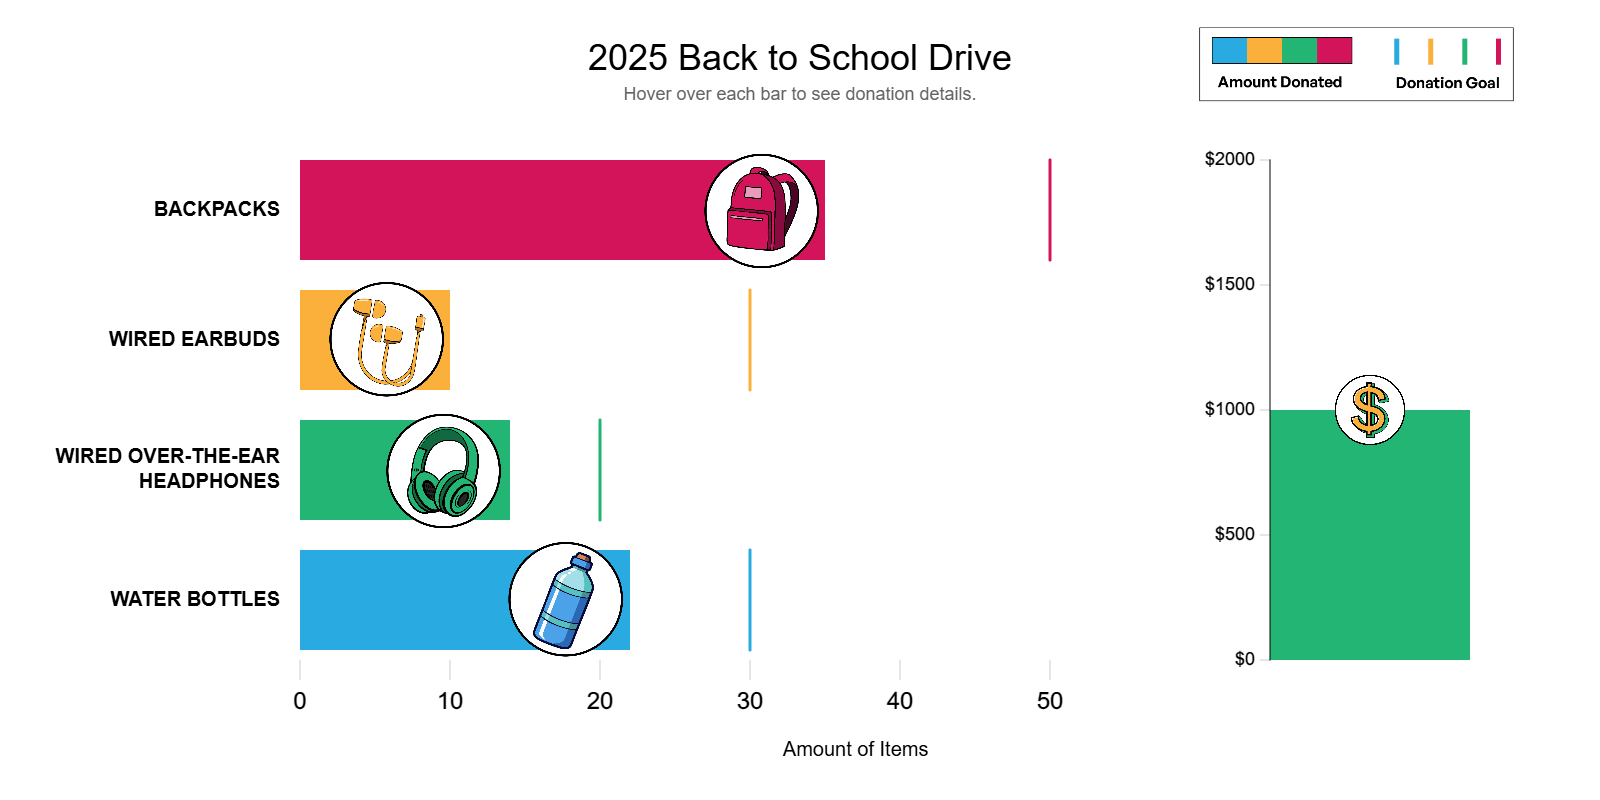 2025 Back to School Drive
Hover over each bar to see donation details.
Amount Donated
Donation Goal
BACKPACKS
WIRED EARBUDS
WIRED OVER-THE-EAR
HEADPHONES
WATER BOTTLES
0
10
20
30
40
50
Amount of Items
$2000
$1500
$1000
$500
$0
$